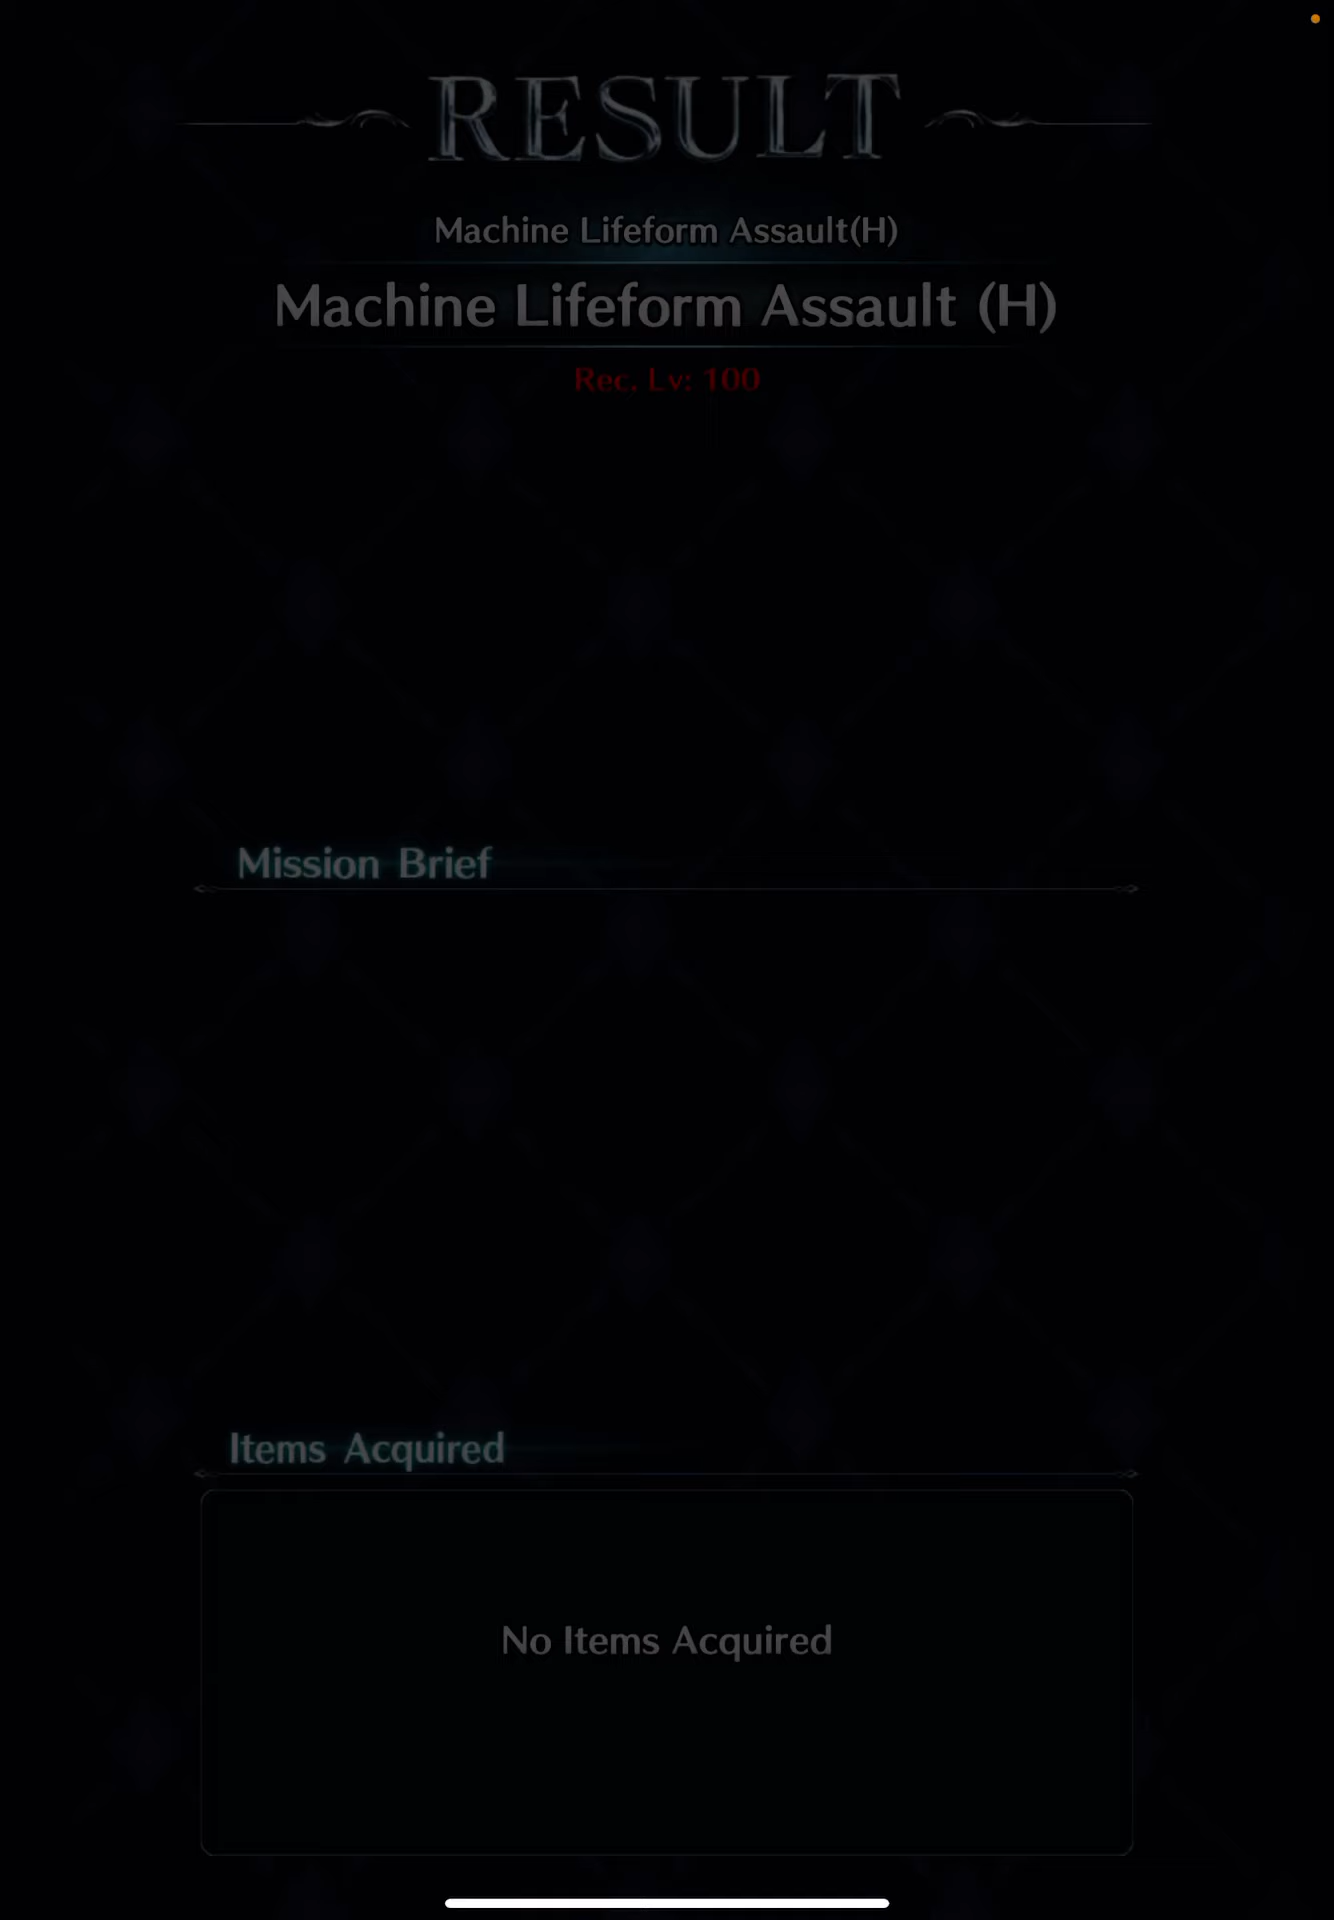 RESULT
Machine Lifeform Assault(H)
Machine Lifeform Assault (H)
Rec. Lv: 100
Mission Brief
Items Acquired
No Items Acquired